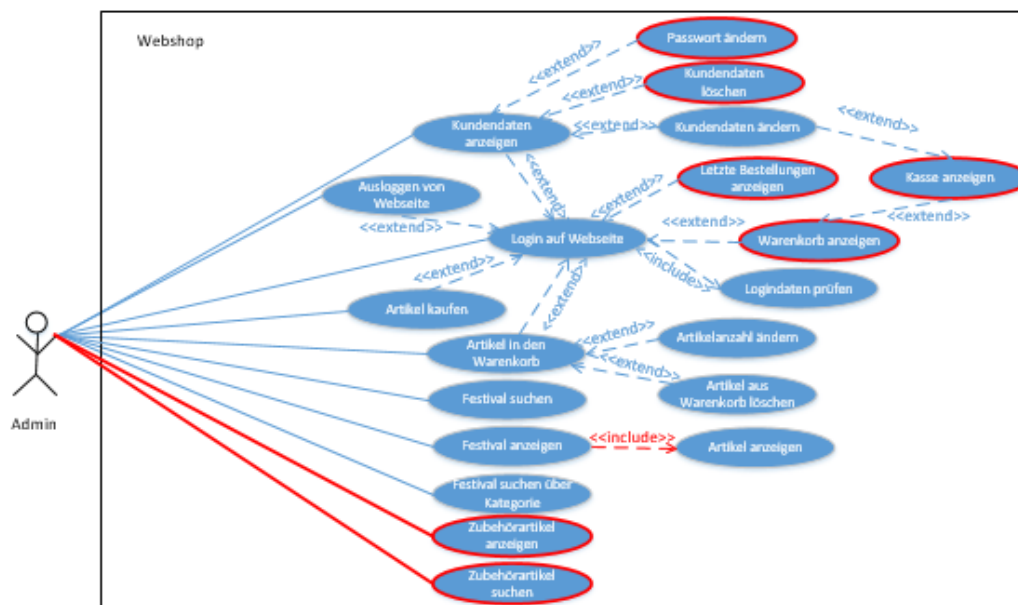 Webshop
Passwort ändern
<<extend>>
Kundendaten
löschen
<<extend>>
Kundendaten
anzeigen
<<extend>>
Kundendaten ändern
<<extend>>
Letzte Bestellungen
anzeigen
Kasse anzeigen
<<extend>>
<<extend>>
Ausloggen von
Webseite
<<extend>>
Login auf Webseite
<<extend>>
Warenkorb anzeigen
<<extend>>
<<extend>>
<<include>>
Logindaten prüfen
Artikel kaufen
<<extend>>
<<extend>>
Artikelanzahl ändern
Artikel in den
Warenkorb
<<extend>>
Artikel aus
Warenkorb löschen
Festival suchen
Admin
Festival anzeigen
<<include>>
Artikel anzeigen
Festival suchen über
Kategorie
Zubehörartikel
anzeigen
Zubehörartikel
suchen